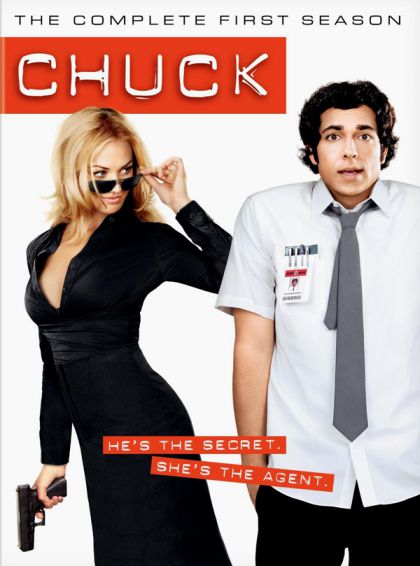 THE COMPLETE FIRST SEASON
CHUCK
HE'S THE SECRET.
SHE'S THE AGENT.